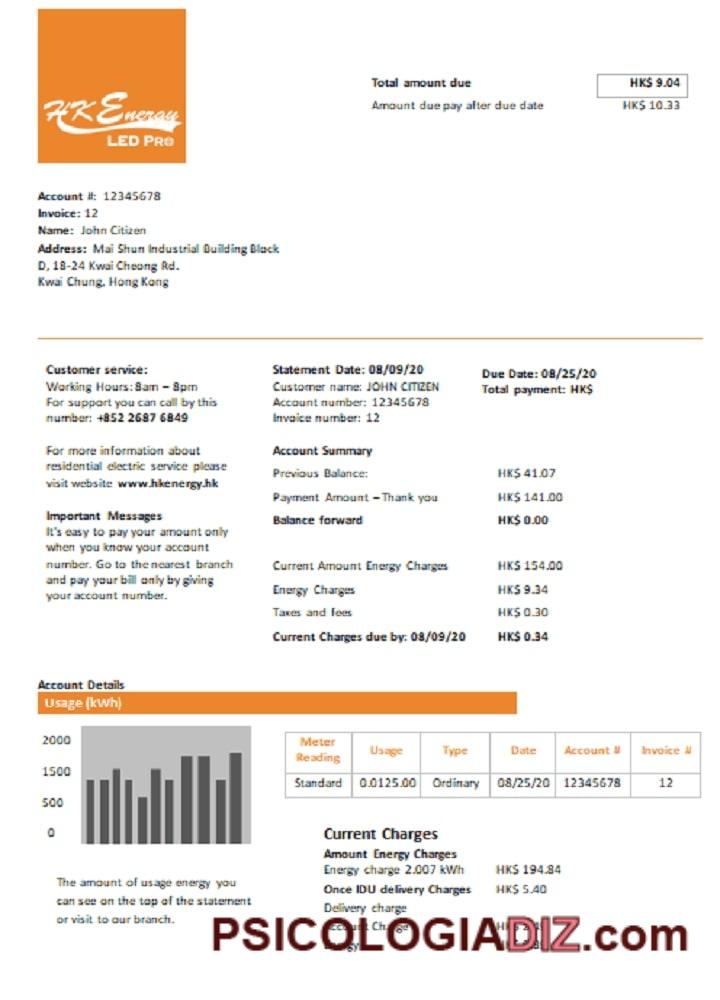 HK Energy
LED PRO
Total amount due HK$ 9.04
Amount due pay after due date HK$ 10.33
Account #: 12345678
Invoice: 12
Name: John Citizen
Address: Mai Shun Industrial Building Block
D, 18-24 Kwai Cheong Rd.
Kwai Chung, Hong Kong
Customer service:
Working Hours: 8am – 8pm
For support you can call by this
number: +852 2687 6849
For more information about
residential electric service please
visit website www.hkenergy.hk
Important Messages
It's easy to pay your amount only
when you know your account
number. Go to the nearest branch
and pay your bill only by giving
your account number.
Statement Date: 08/09/20
Customer name: JOHN CITIZEN
Account number: 12345678
Invoice number: 12
Due Date: 08/25/20
Total payment: HK$
Account Summary
Previous Balance: HK$ 41.07
Payment Amount – Thank you HK$ 141.00
Balance forward HK$ 0.00
Current Amount Energy Charges HK$ 154.00
Energy Charges HK$ 9.34
Taxes and fees HK$ 0.30
Current Charges due by: 08/09/20 HK$ 0.34
Account Details
Usage (kWh)
2000
1500
500
0
The amount of usage energy you
can see on the top of the statement
or visit to our branch.
Meter Reading Usage Type Date Account # Invoice #
Standard 0.0125.00 Ordinary 08/25/20 12345678 12
Current Charges
Amount Energy Charges
Energy charge 2.007 kWh HK$ 194.84
Once IDU delivery Charges HK$ 5.40
Delivery charge
Account Charge HK$
Energy
PSICOLOGIADIZ.com